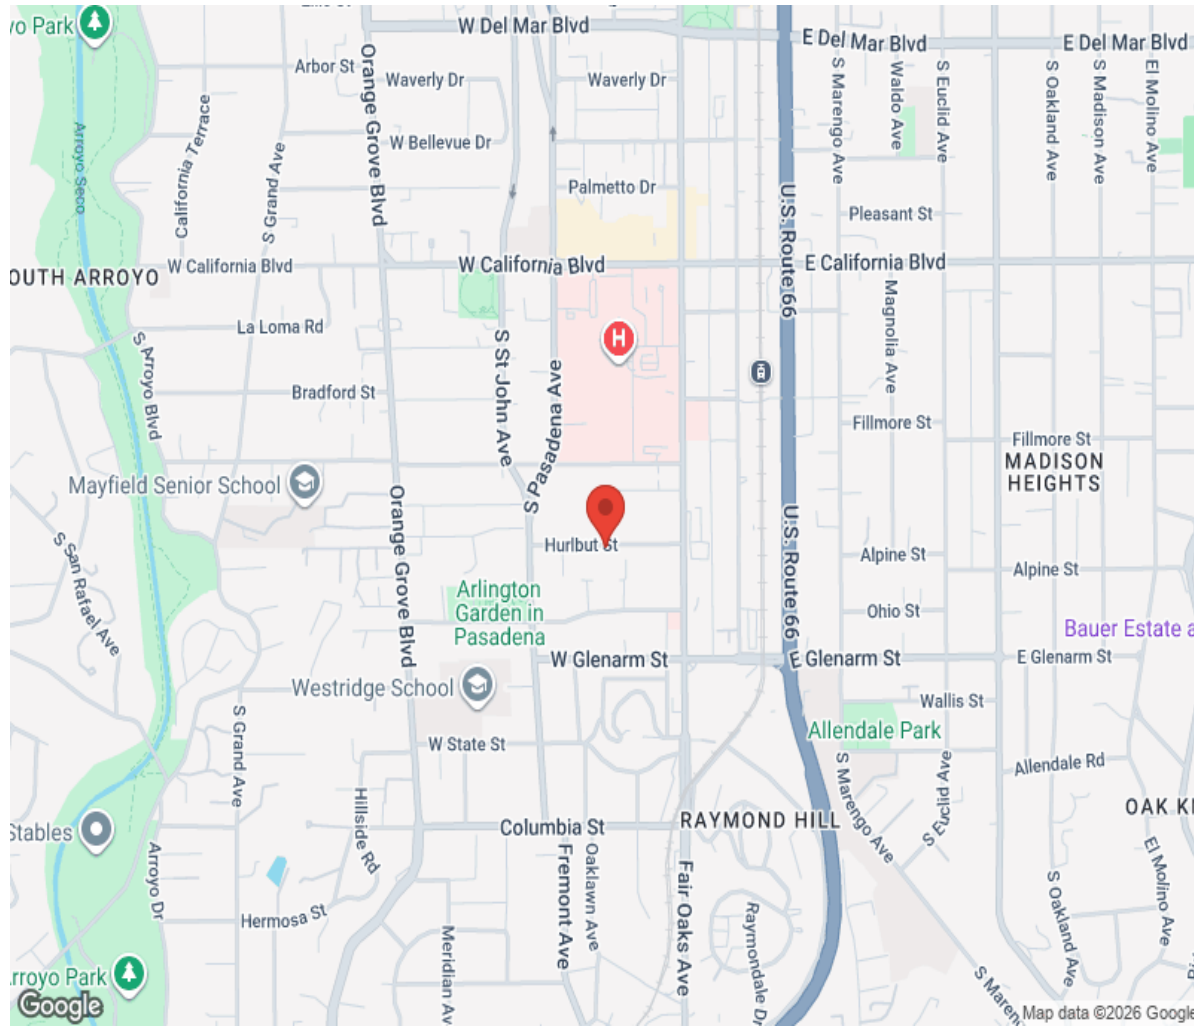 yo Park
W Del Mar Blvd
E Del Mar Blvd
E Del Mar Blvd
Arbor St
Waverly Dr
Waverly Dr
Orange Grove Blvd
S Marengo Ave
Waldo Ave
S Euclid Ave
S Oakland Ave
S Madison Ave
El Molino Ave
Arroyo Seco
California Terrace
S Grand Ave
W Bellevue Dr
Palmetto Dr
U.S. Route 66
Pleasant St
OUTH ARROYO
W California Blvd
W California Blvd
E California Blvd
La Loma Rd
S Arroyo Blvd
S St John Ave
S Pasadena Ave
H
Magnolia Ave
Bradford St
Fillmore St
Fillmore St
MADISON
HEIGHTS
Mayfield Senior School
Orange Grove Blvd
U.S. Route 66
Hurlbut St
Alpine St
Alpine St
S San Rafael Ave
Arlington
Garden in
Pasadena
Ohio St
Bauer Estate a
W Glenarm St
E Glenarm St
E Glenarm St
Westridge School
Wallis St
S Grand Ave
W State St
Allendale Park
Allendale Rd
S Marengo Ave
S Euclid Ave
Hillside Rd
Stables
Columbia St
RAYMOND HILL
OAK K
Arroyo Dr
Fremont Ave
Oaklawn Ave
Fair Oaks Ave
El Molino Ave
S Oakland Ave
Hermosa St
Meridian Av
Raymondale Dr
S Maren
rroyo Park
Google
Map data ©2026 Google